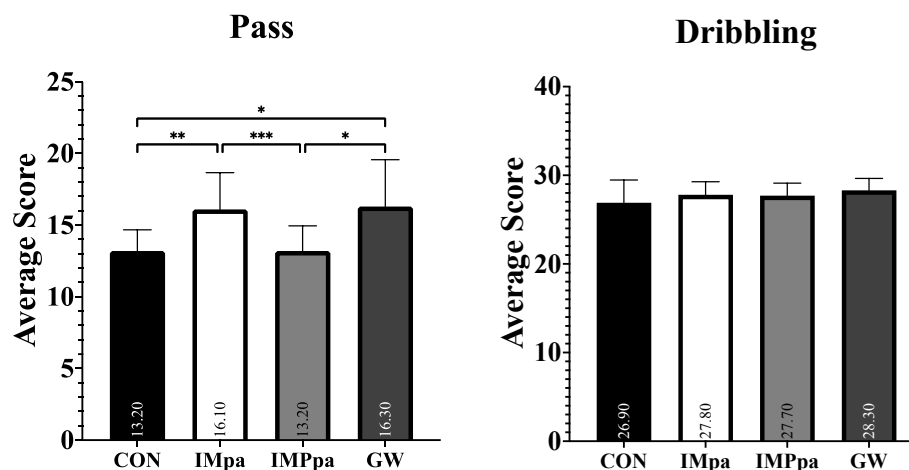 Pass
Average Score
25
20
15
10
5
0
*
** *** *
13.20 16.10 13.20 16.30
CON IMpa IMPpa GW
Dribbling
Average Score
40
30
20
10
0
26.90 27.80 27.70 28.30
CON IMpa IMPpa GW